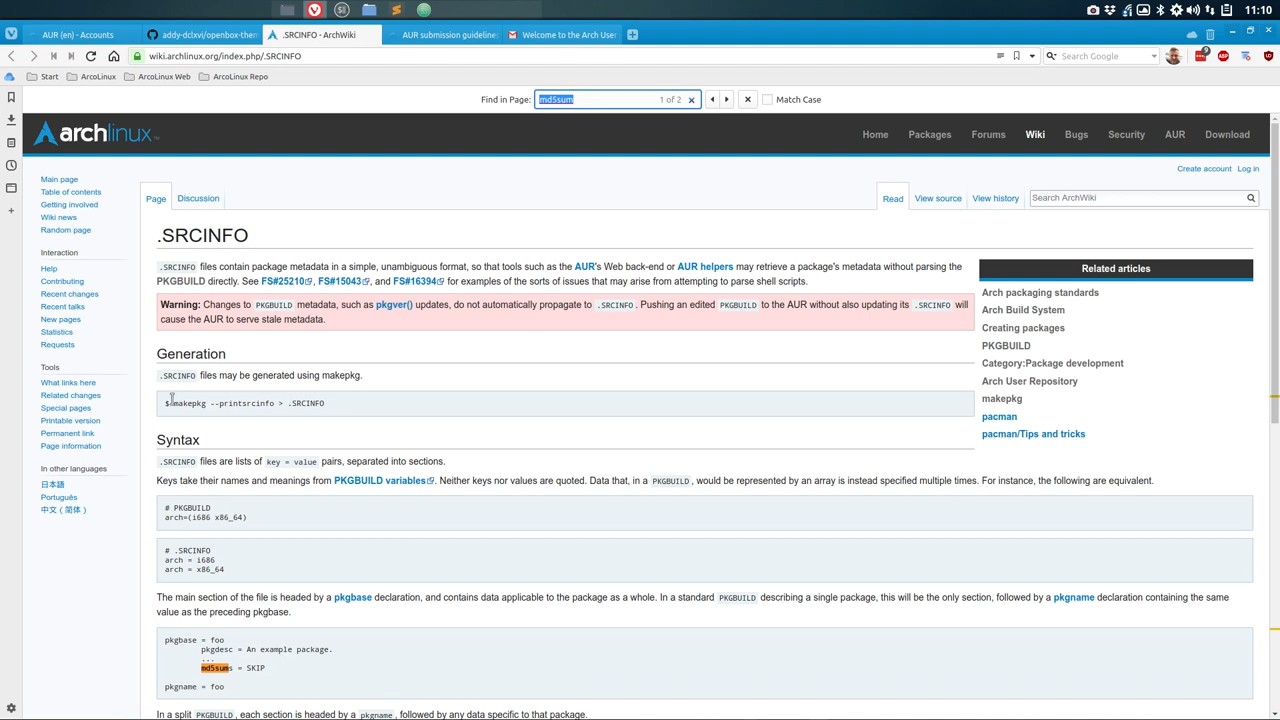 11:10
AUR (en) - Accounts
addy-dclxvi/openbox-them
.SRCINFO - ArchWiki
AUR submission guideline
Welcome to the Arch User
wiki.archlinux.org/index.php/.SRCINFO
Search Google
9
Start
ArcoLinux
ArcoLinux Web
ArcoLinux Repo
Find in Page:
md5sum
1 of 2
Match Case
archlinux
Home
Packages
Forums
Wiki
Bugs
Security
AUR
Download
Create account
Log in
Main page
Table of contents
Getting involved
Wiki news
Random page
Interaction
Help
Contributing
Recent changes
Recent talks
New pages
Statistics
Requests
Tools
What links here
Related changes
Special pages
Printable version
Permanent link
Page information
In other languages
日本語
Português
中文（简体）
Page
Discussion
Read
View source
View history
Search ArchWiki
.SRCINFO
.SRCINFO files contain package metadata in a simple, unambiguous format, so that tools such as the AUR's Web back-end or AUR helpers may retrieve a package's metadata without parsing the
PKGBUILD directly. See FS#25210, FS#15043, and FS#16394 for examples of the sorts of issues that may arise from attempting to parse shell scripts.
Warning: Changes to PKGBUILD metadata, such as pkgver() updates, do not automatically propagate to .SRCINFO. Pushing an edited PKGBUILD to the AUR without also updating its .SRCINFO will
cause the AUR to serve stale metadata.
Generation
.SRCINFO files may be generated using makepkg.
$ makepkg --printsrcinfo > .SRCINFO
Syntax
.SRCINFO files are lists of key = value pairs, separated into sections.
Keys take their names and meanings from PKGBUILD variables. Neither keys nor values are quoted. Data that, in a PKGBUILD, would be represented by an array is instead specified multiple times. For instance, the following are equivalent.
# PKGBUILD
arch=(i686 x86_64)
# .SRCINFO
arch = i686
arch = x86_64
The main section of the file is headed by a pkgbase declaration, and contains data applicable to the package as a whole. In a standard PKGBUILD describing a single package, this will be the only section, followed by a pkgname declaration containing the same
value as the preceding pkgbase.
pkgbase = foo
pkgdesc = An example package.
...
md5sums = SKIP
pkgname = foo
In a split PKGBUILD, each section is headed by a pkgname, followed by any data specific to that package.
Related articles
Arch packaging standards
Arch Build System
Creating packages
PKGBUILD
Category:Package development
Arch User Repository
makepkg
pacman
pacman/Tips and tricks